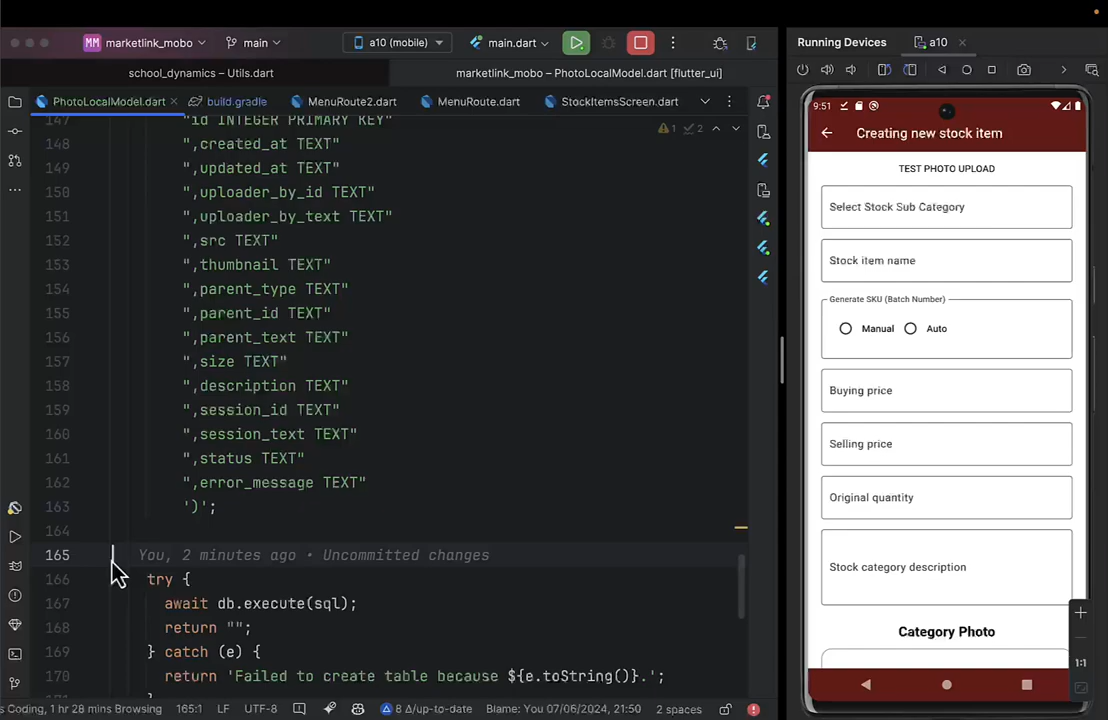 MM marketlink_mobo
main
a10 (mobile)
main.dart
Running Devices
a10
school_dynamics – Utils.dart
marketlink_mobo – PhotoLocalModel.dart [flutter_ui]
PhotoLocalModel.dart
build.gradle
MenuRoute2.dart
MenuRoute.dart
StockItemsScreen.dart
1
2
147 "id INTEGER PRIMARY KEY"
148 ",created_at TEXT"
149 ",updated_at TEXT"
150 ",uploader_by_id TEXT"
151 ",uploader_by_text TEXT"
152 ",src TEXT"
153 ",thumbnail TEXT"
154 ",parent_type TEXT"
155 ",parent_id TEXT"
156 ",parent_text TEXT"
157 ",size TEXT"
158 ",description TEXT"
159 ",session_id TEXT"
160 ",session_text TEXT"
161 ",status TEXT"
162 ",error_message TEXT"
163 ')';
164
165 You, 2 minutes ago • Uncommitted changes
166 try {
167 await db.execute(sql);
168 return "";
169 } catch (e) {
170 return 'Failed to create table because ${e.toString()}.';
s Coding, 1 hr 28 mins Browsing 165:1 LF UTF-8 8 Δ/up-to-date Blame: You 07/06/2024, 21:50 2 spaces
9:51
Creating new stock item
TEST PHOTO UPLOAD
Select Stock Sub Category
Stock item name
Generate SKU (Batch Number)
Manual Auto
Buying price
Selling price
Original quantity
Stock category description
Category Photo
1:1